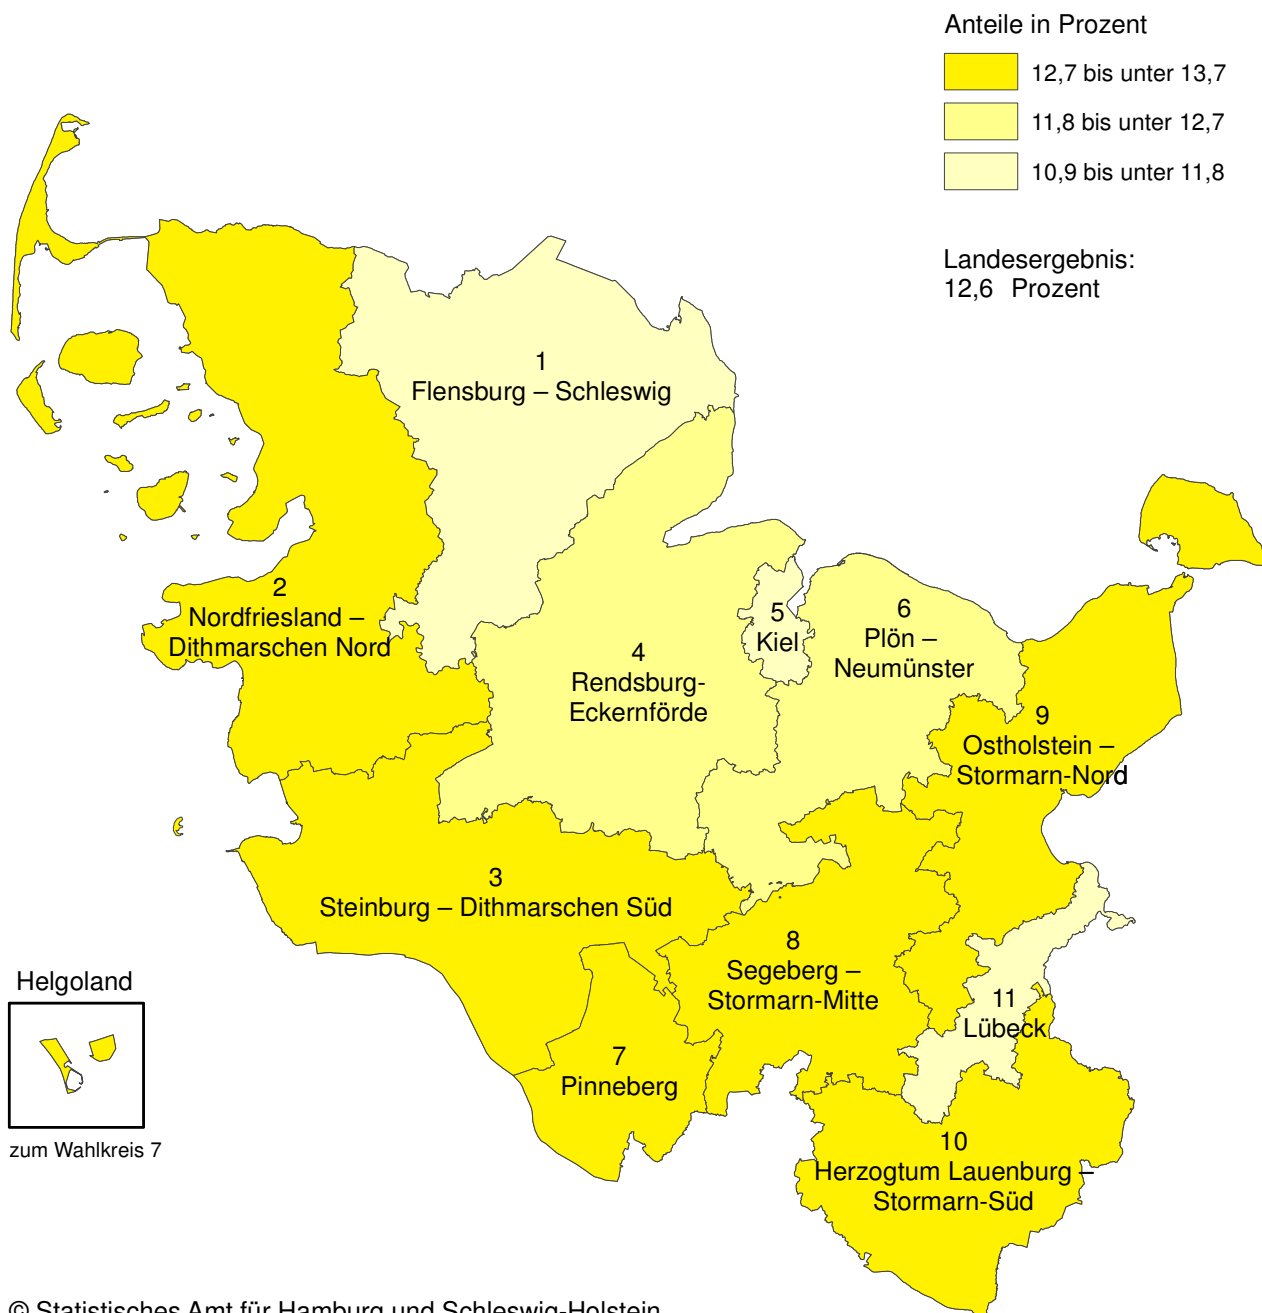 Anteile in Prozent
12,7 bis unter 13,7
11,8 bis unter 12,7
10,9 bis unter 11,8
Landesergebnis:
12,6 Prozent
1
Flensburg – Schleswig
2
Nordfriesland –
Dithmarschen Nord
4
Rendsburg-
Eckernförde
5
Kiel
6
Plön –
Neumünster
9
Ostholstein –
Stormarn-Nord
3
Steinburg – Dithmarschen Süd
8
Segeberg –
Stormarn-Mitte
11
Lübeck
7
Pinneberg
10
Herzogtum Lauenburg –
Stormarn-Süd
Helgoland
zum Wahlkreis 7
© Statistisches Amt für Hamburg und Schleswig-Holstein